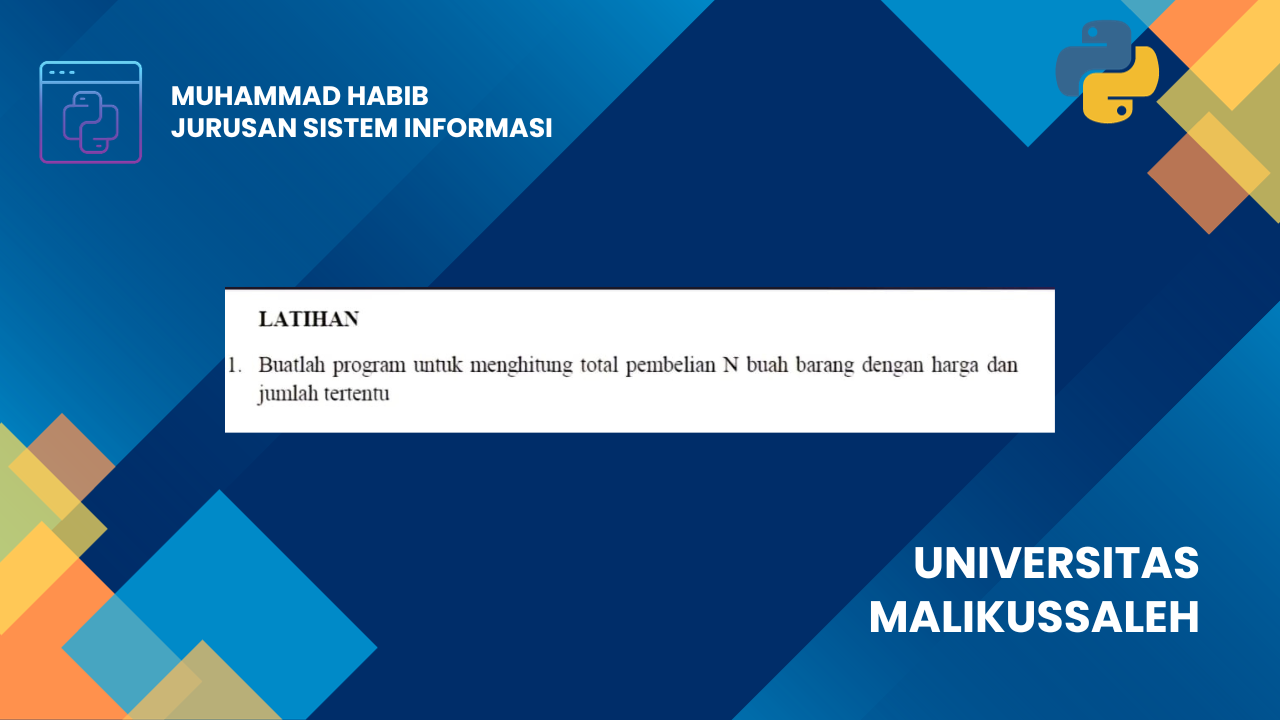 MUHAMMAD HABIB
JURUSAN SISTEM INFORMASI
LATIHAN
1. Buatlah program untuk menghitung total pembelian N buah barang dengan harga dan
jumlah tertentu
UNIVERSITAS
MALIKUSSALEH